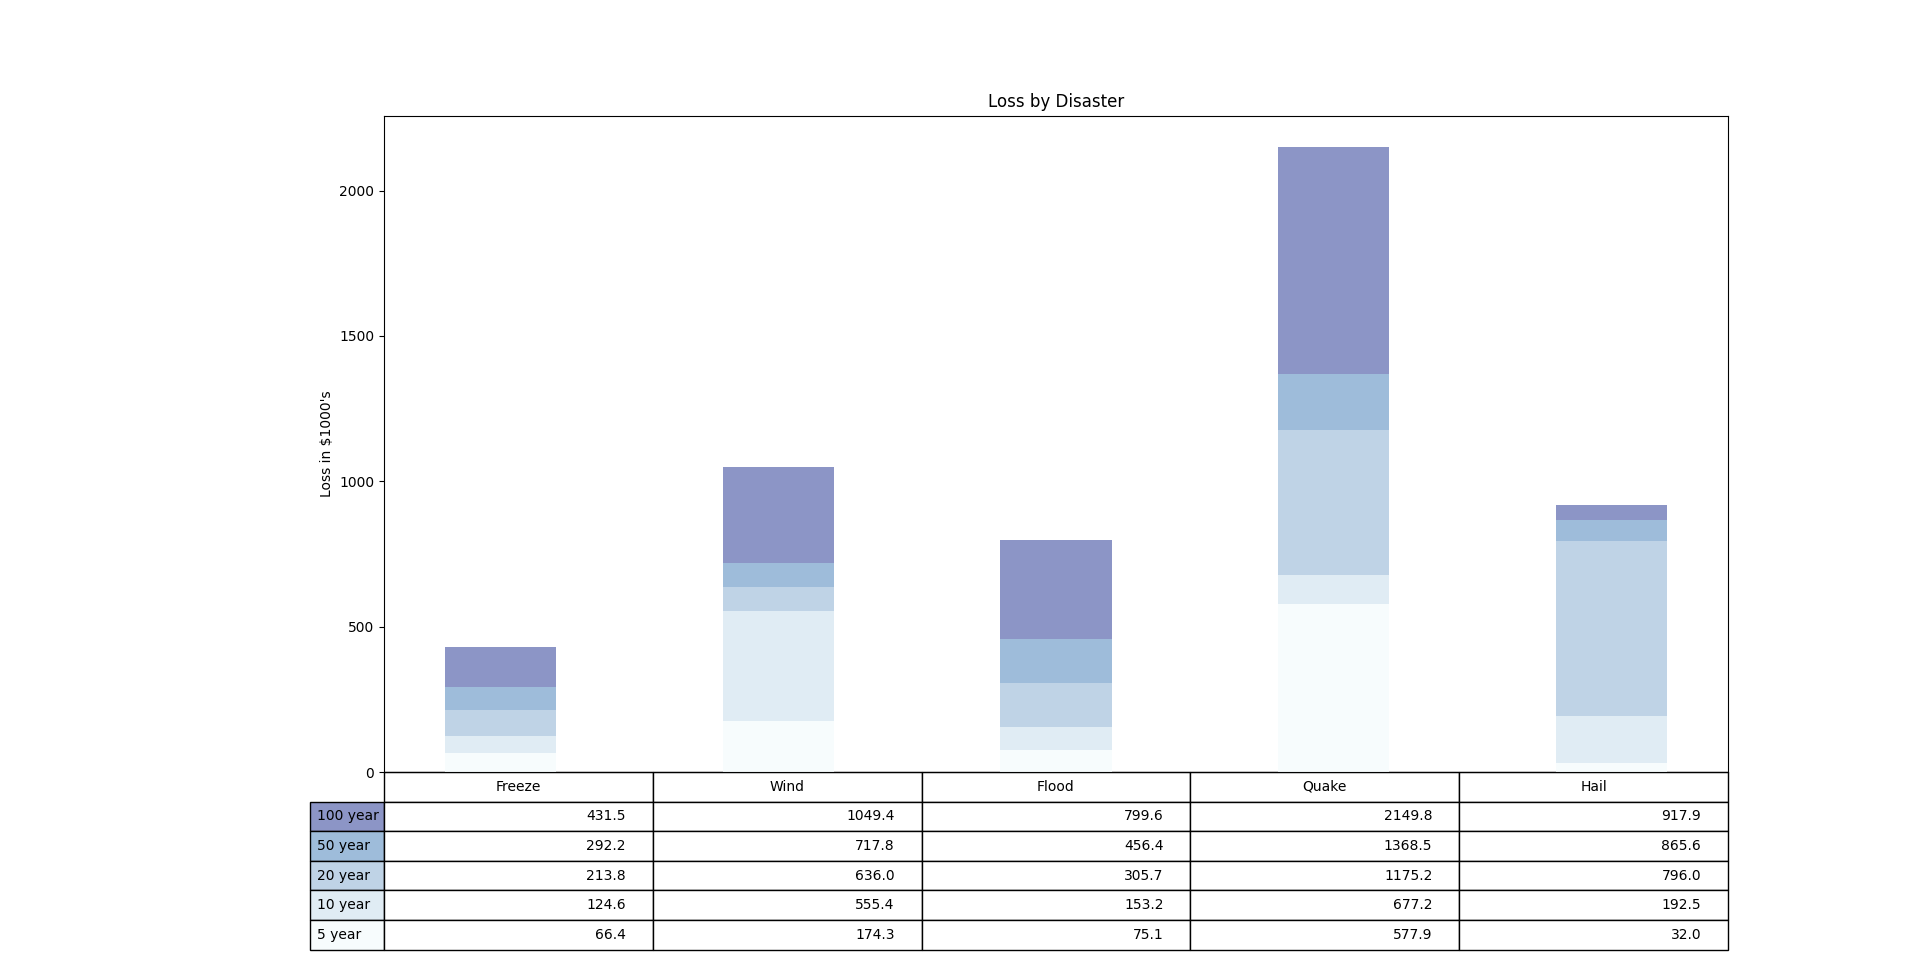 Loss by Disaster
2000
1500
1000
500
0
Loss in $1000's
Freeze Wind Flood Quake Hail
100 year 431.5 1049.4 799.6 2149.8 917.9
50 year 292.2 717.8 456.4 1368.5 865.6
20 year 213.8 636.0 305.7 1175.2 796.0
10 year 124.6 555.4 153.2 677.2 192.5
5 year 66.4 174.3 75.1 577.9 32.0